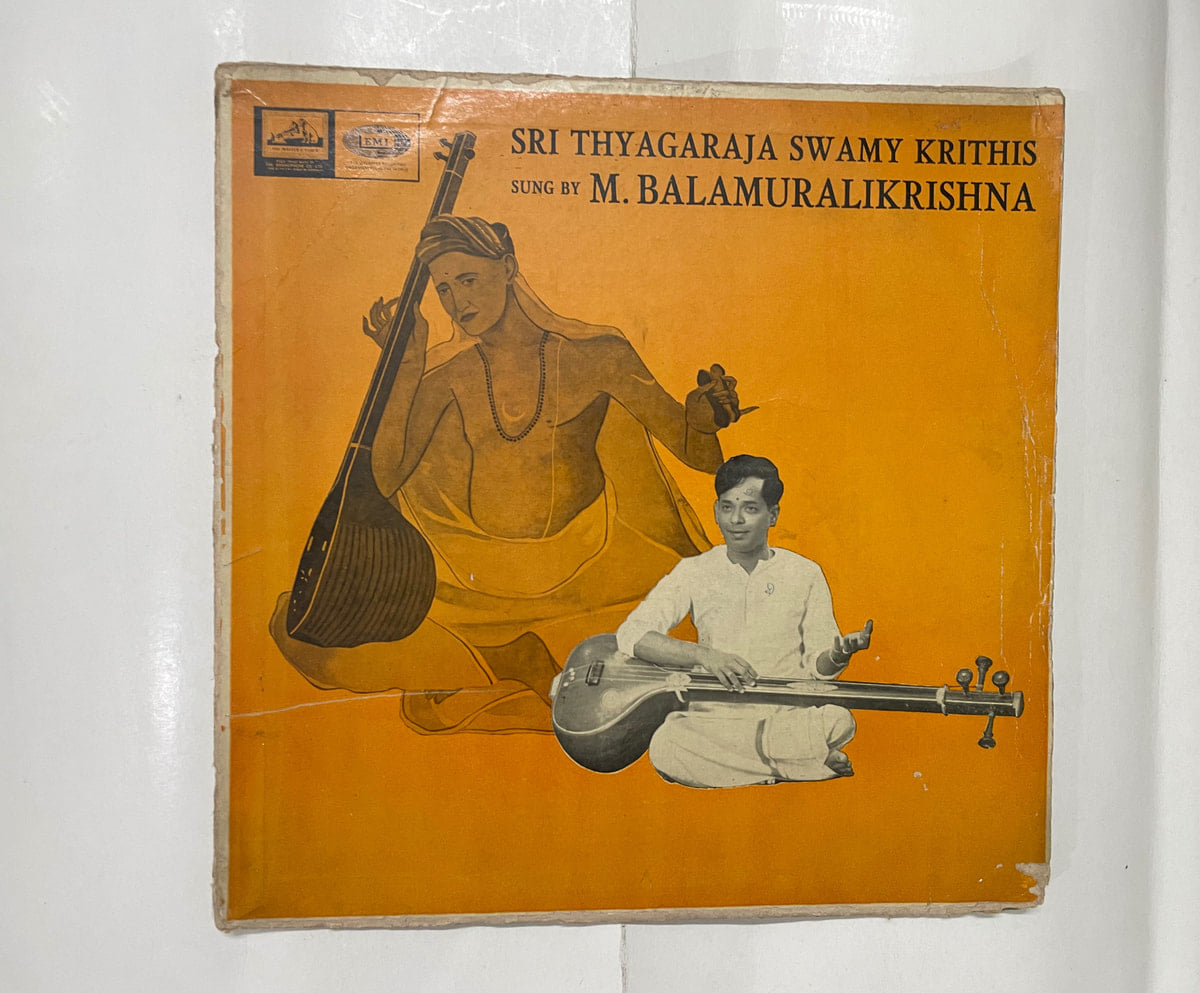 EMI
SRI THYAGARAJA SWAMY KRITHIS
SUNG BY M. BALAMURALIKRISHNA